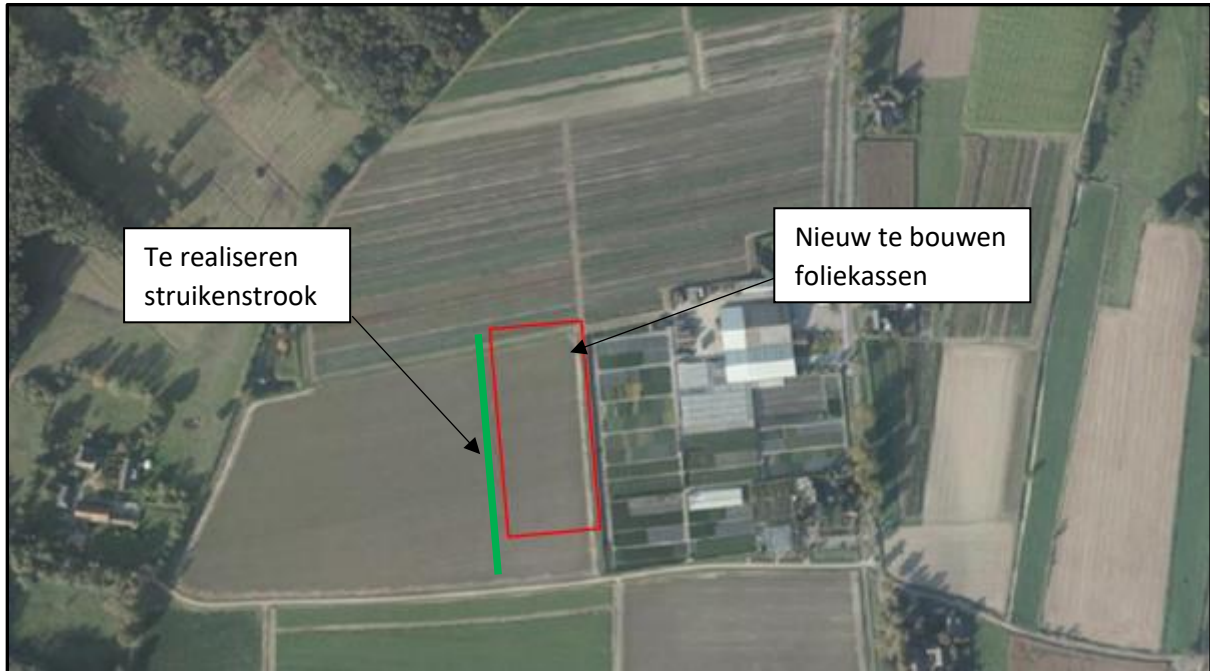 Te realiseren
struikenstrook
Nieuw te bouwen
foliekassen